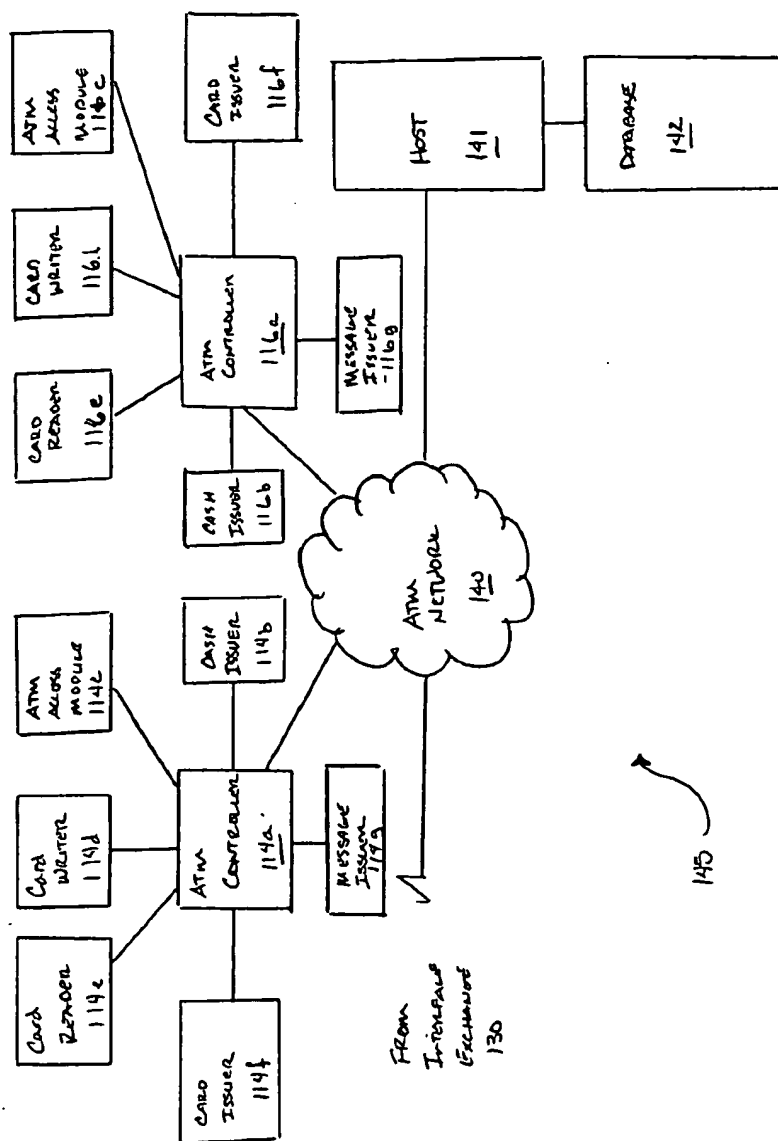 Card
READER
114e
Card
WRITER
114d
ATM
ACCESS
MODULE
114c
CARD
READER
116e
CARD
WRITER
116d
ATM
ACCESS
MODULE
116c
CARD
ISSUER
114f
ATM
CONTROLLER
114a
CASH
ISSUER
114b
CASH
ISSUER
116b
ATM
CONTROLLER
116a
CARD
ISSUER
116f
MESSAGE
ISSUER
114g
MESSAGE
ISSUER
-116g
FROM
INTERFACE
EXCHANGE
130
ATM
NETWORK
140
HOST
141
DATABASE
142
145